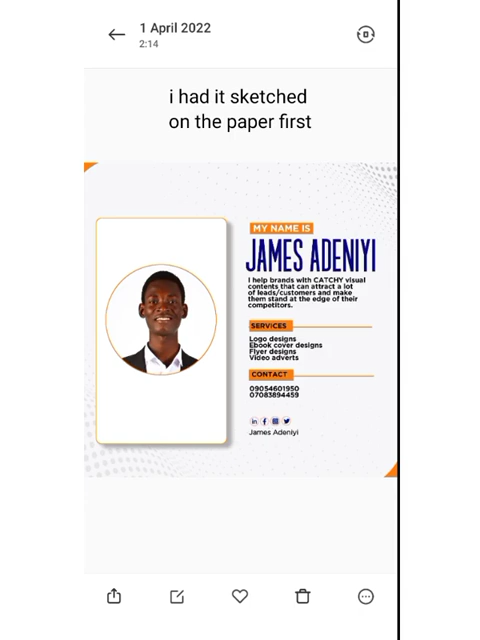 1 April 2022
2:14
i had it sketched
on the paper first
MY NAME IS
JAMES ADENIYI
I help brands with CATCHY visual
contents that can attract a lot
of leads/customers and make
them stand at the edge of their
competitors.
SERVICES
Logo designs
Ebook cover designs
Flyer designs
Video adverts
CONTACT
09054601950
07083894459
James Adeniyi